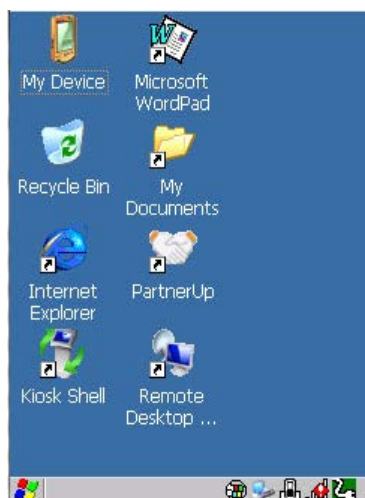 My Device
Microsoft
WordPad
Recycle Bin
My
Documents
Internet
Explorer
PartnerUp
Kiosk Shell
Remote
Desktop ...